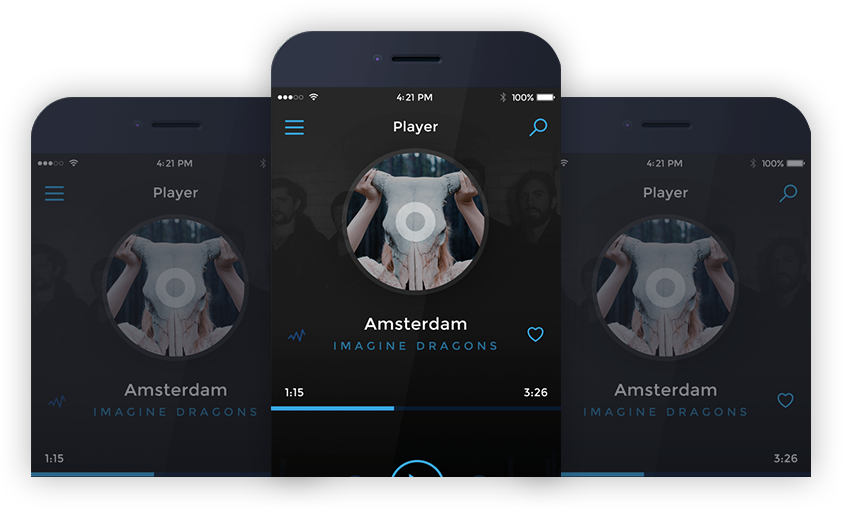 4:21 PM 100%
Player
Amsterdam
IMAGINE DRAGONS
1:15 3:26
4:21 PM
Player
Amsterdam
IMAGINE DRAGONS
1:15
4:21 PM 100%
Player
Amsterdam
IMAGINE DRAGONS
3:26